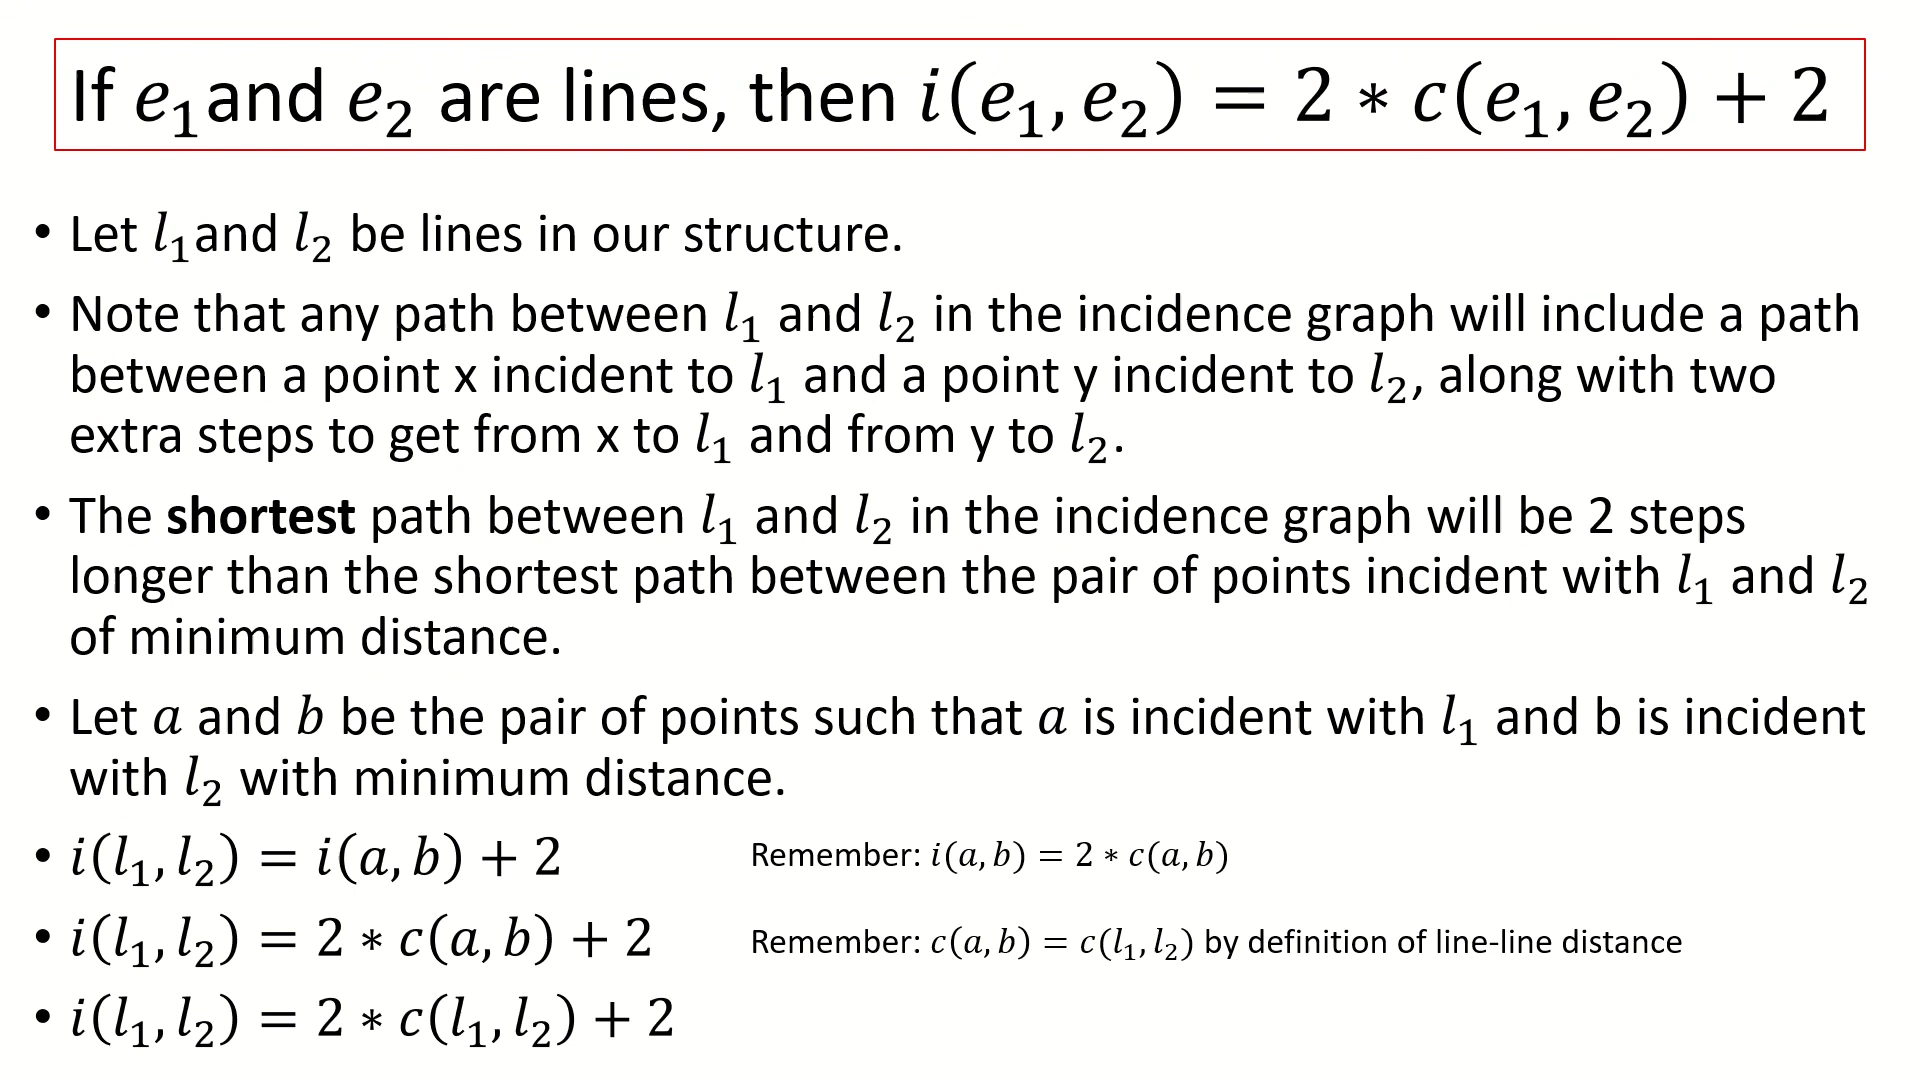 If 𝑒₁and 𝑒₂ are lines, then 𝑖(𝑒₁, 𝑒₂) = 2 ∗ 𝑐(𝑒₁, 𝑒₂) + 2
• Let 𝑙₁and 𝑙₂ be lines in our structure.
• Note that any path between 𝑙₁ and 𝑙₂ in the incidence graph will include a path
between a point x incident to 𝑙₁ and a point y incident to 𝑙₂, along with two
extra steps to get from x to 𝑙₁ and from y to 𝑙₂.
• The shortest path between 𝑙₁ and 𝑙₂ in the incidence graph will be 2 steps
longer than the shortest path between the pair of points incident with 𝑙₁ and 𝑙₂
of minimum distance.
• Let 𝑎 and 𝑏 be the pair of points such that 𝑎 is incident with 𝑙₁ and b is incident
with 𝑙₂ with minimum distance.
• 𝑖(𝑙₁, 𝑙₂) = 𝑖(𝑎, 𝑏) + 2 Remember: 𝑖(𝑎, 𝑏) = 2 ∗ 𝑐(𝑎, 𝑏)
• 𝑖(𝑙₁, 𝑙₂) = 2 ∗ 𝑐(𝑎, 𝑏) + 2 Remember: 𝑐(𝑎, 𝑏) = 𝑐(𝑙₁, 𝑙₂) by definition of line-line distance
• 𝑖(𝑙₁, 𝑙₂) = 2 ∗ 𝑐(𝑙₁, 𝑙₂) + 2